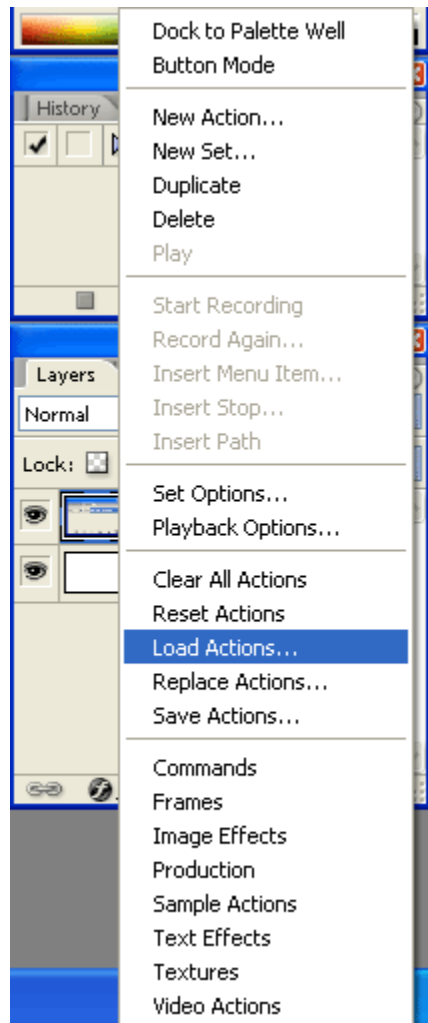 Dock to Palette Well
Button Mode
History
New Action...
New Set...
Duplicate
Delete
Play
Start Recording
Record Again...
Insert Menu Item...
Insert Stop...
Insert Path
Layers
Normal
Lock:
Set Options...
Playback Options...
Clear All Actions
Reset Actions
Load Actions...
Replace Actions...
Save Actions...
Commands
Frames
Image Effects
Production
Sample Actions
Text Effects
Textures
Video Actions